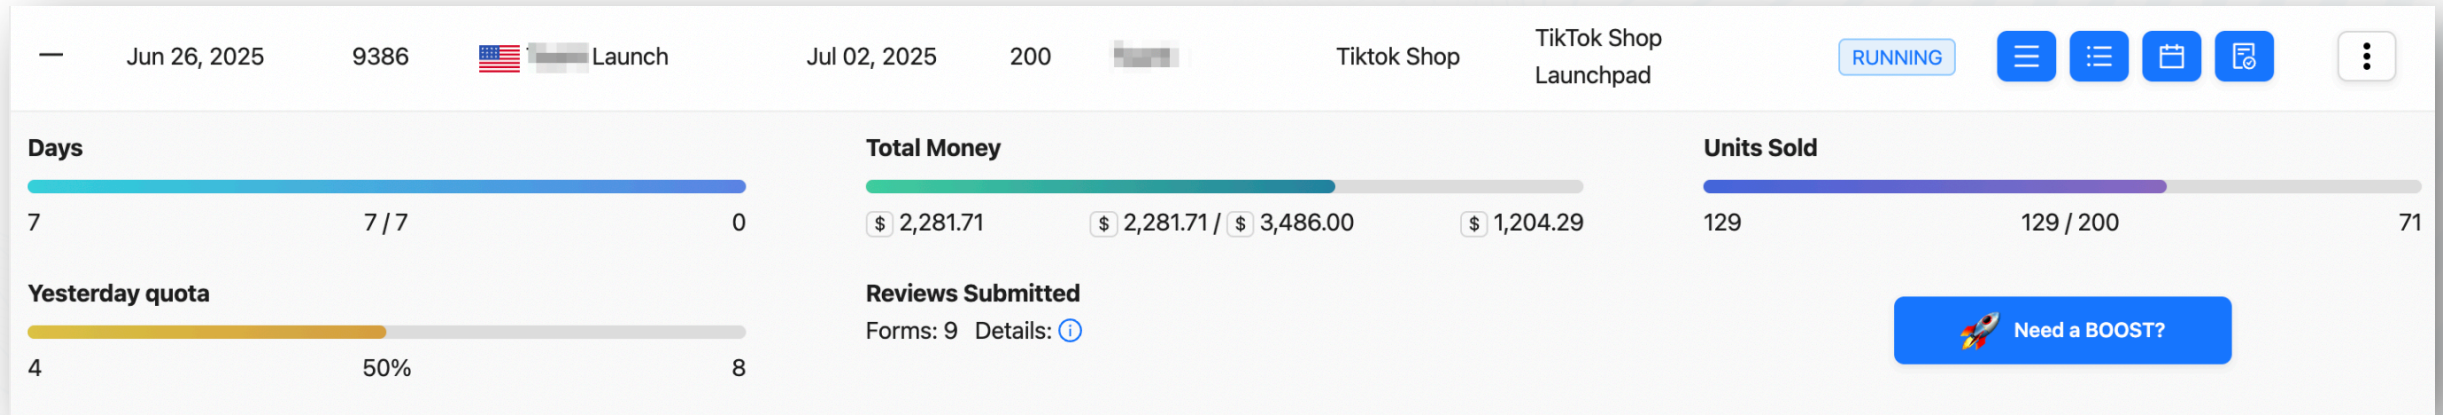 Jun 26, 2025 9386 Launch Jul 02, 2025 200 Tiktok Shop TikTok Shop Launchpad RUNNING
Days
7 7 / 7 0
Total Money
$ 2,281.71 $ 2,281.71 / $ 3,486.00 $ 1,204.29
Units Sold
129 129 / 200 71
Yesterday quota
4 50% 8
Reviews Submitted
Forms: 9 Details:
Need a BOOST?